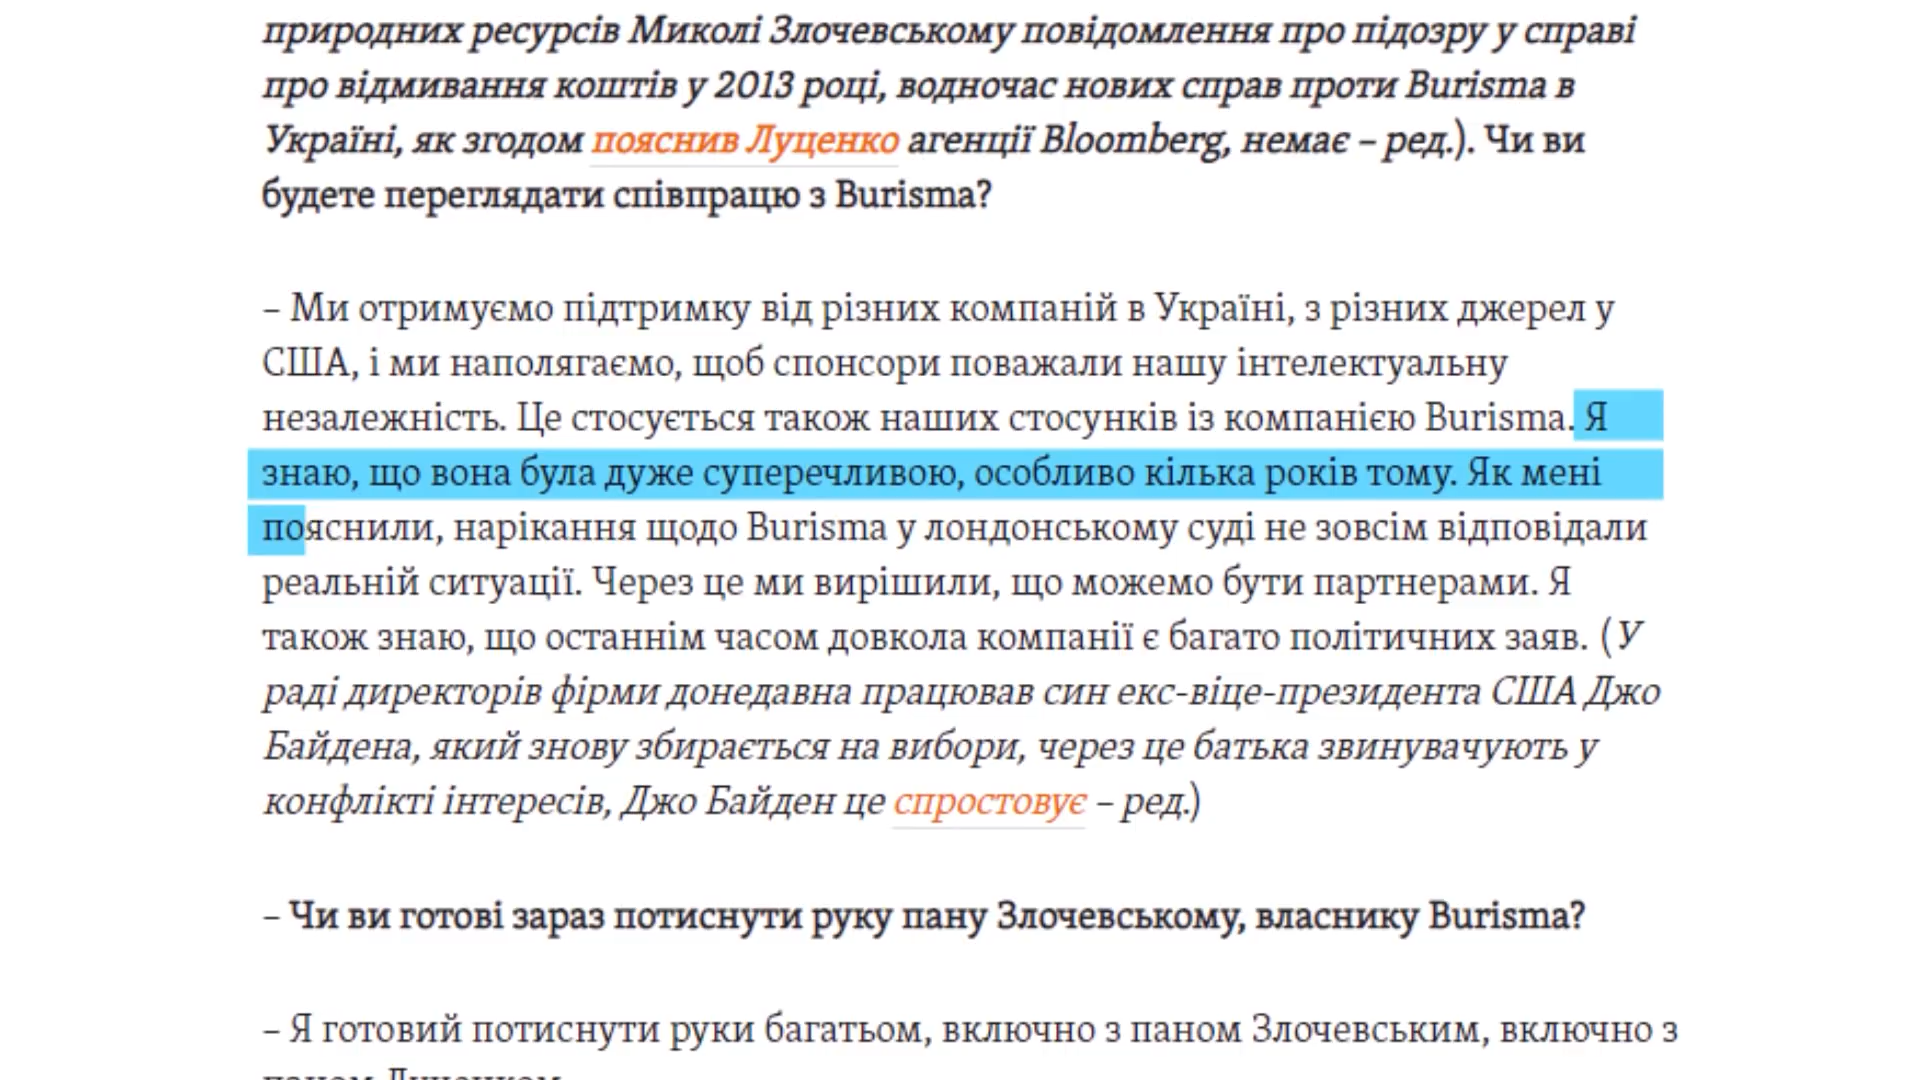 природних ресурсів Миколі Злочевському повідомлення про підозру у справі
про відмивання коштів у 2013 році, водночас нових справ проти Burisma в
Україні, як згодом пояснив Луценко агенції Bloomberg, немає – ред.). Чи ви
будете переглядати співпрацю з Burisma?
– Ми отримуємо підтримку від різних компаній в Україні, з різних джерел у
США, і ми наполягаємо, щоб спонсори поважали нашу інтелектуальну
незалежність. Це стосується також наших стосунків із компанією Burisma. Я
знаю, що вона була дуже суперечливою, особливо кілька років тому. Як мені
пояснили, нарікання щодо Burisma у лондонському суді не зовсім відповідали
реальній ситуації. Через це ми вирішили, що можемо бути партнерами. Я
також знаю, що останнім часом довкола компанії є багато політичних заяв. (У
раді директорів фірми донедавна працював син екс-віце-президента США Джо
Байдена, який знову збирається на вибори, через це батька звинувачують у
конфлікті інтересів, Джо Байден це спростовує – ред.)
– Чи ви готові зараз потиснути руку пану Злочевському, власнику Burisma?
– Я готовий потиснути руки багатьом, включно з паном Злочевським, включно з
паном Луценком